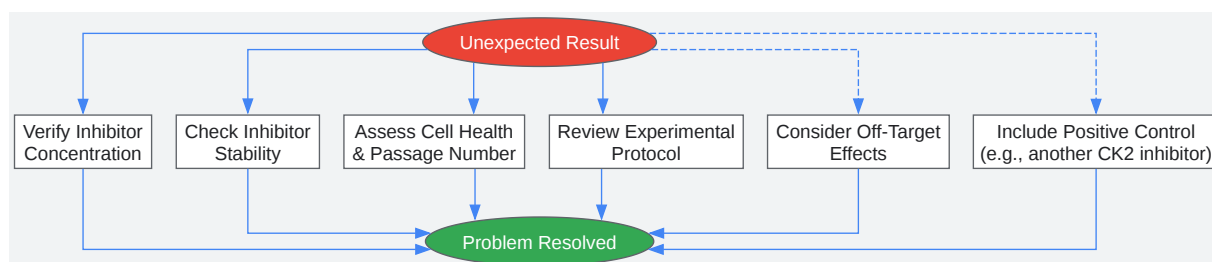 Unexpected Result
Verify Inhibitor
Concentration
Check Inhibitor
Stability
Assess Cell Health
& Passage Number
Review Experimental
Protocol
Consider Off-Target
Effects
Include Positive Control
(e.g., another CK2 inhibitor)
Problem Resolved